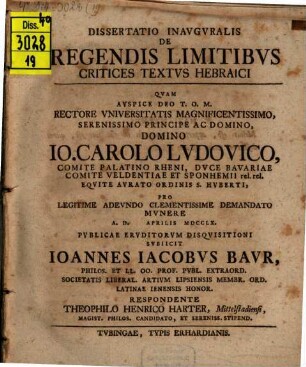 Diss. 4°
3028
19
DISSERTATIO INAVGVRALIS
DE
REGENDIS LIMITIBVS
CRITICES TEXTVS HEBRAICI
QVAM
AVSPICE DEO T. O. M.
RECTORE VNIVERSITATIS MAGNIFICENTISSIMO,
SERENISSIMO PRINCIPE AC DOMINO,
DOMINO
IO. CAROLO LVDOVICO,
COMITE PALATINO RHENI, DVCE BAVARIAE
COMITE VELDENTIAE ET SPONHEMII rel. rel.
EQVITE AVRATO ORDINIS S. HVBERTI;
PRO
LEGITIME ADEVNDO CLEMENTISSIME DEMANDATO
MVNERE
A. D. APRILIS MDCCLX.
PVBLICAE ERVDITORVM DISQVISITIONI
SVBIICIT
IOANNES IACOBVS BAVR,
PHILOS. ET LL. OO. PROF. PVBL. EXTRAORD.
SOCIETATIS LIBERAL. ARTIVM LIPSIENSIS MEMBR. ORD.
LATINAE IENENSIS HONOR.
RESPONDENTE
THEOPHILO HENRICO HARTER, Mittelstadiensi,
MAGIST. PHILOS. CANDIDATO, ET SERENISS. STIPEND.
TVBINGAE, TYPIS ERHARDIANIS.